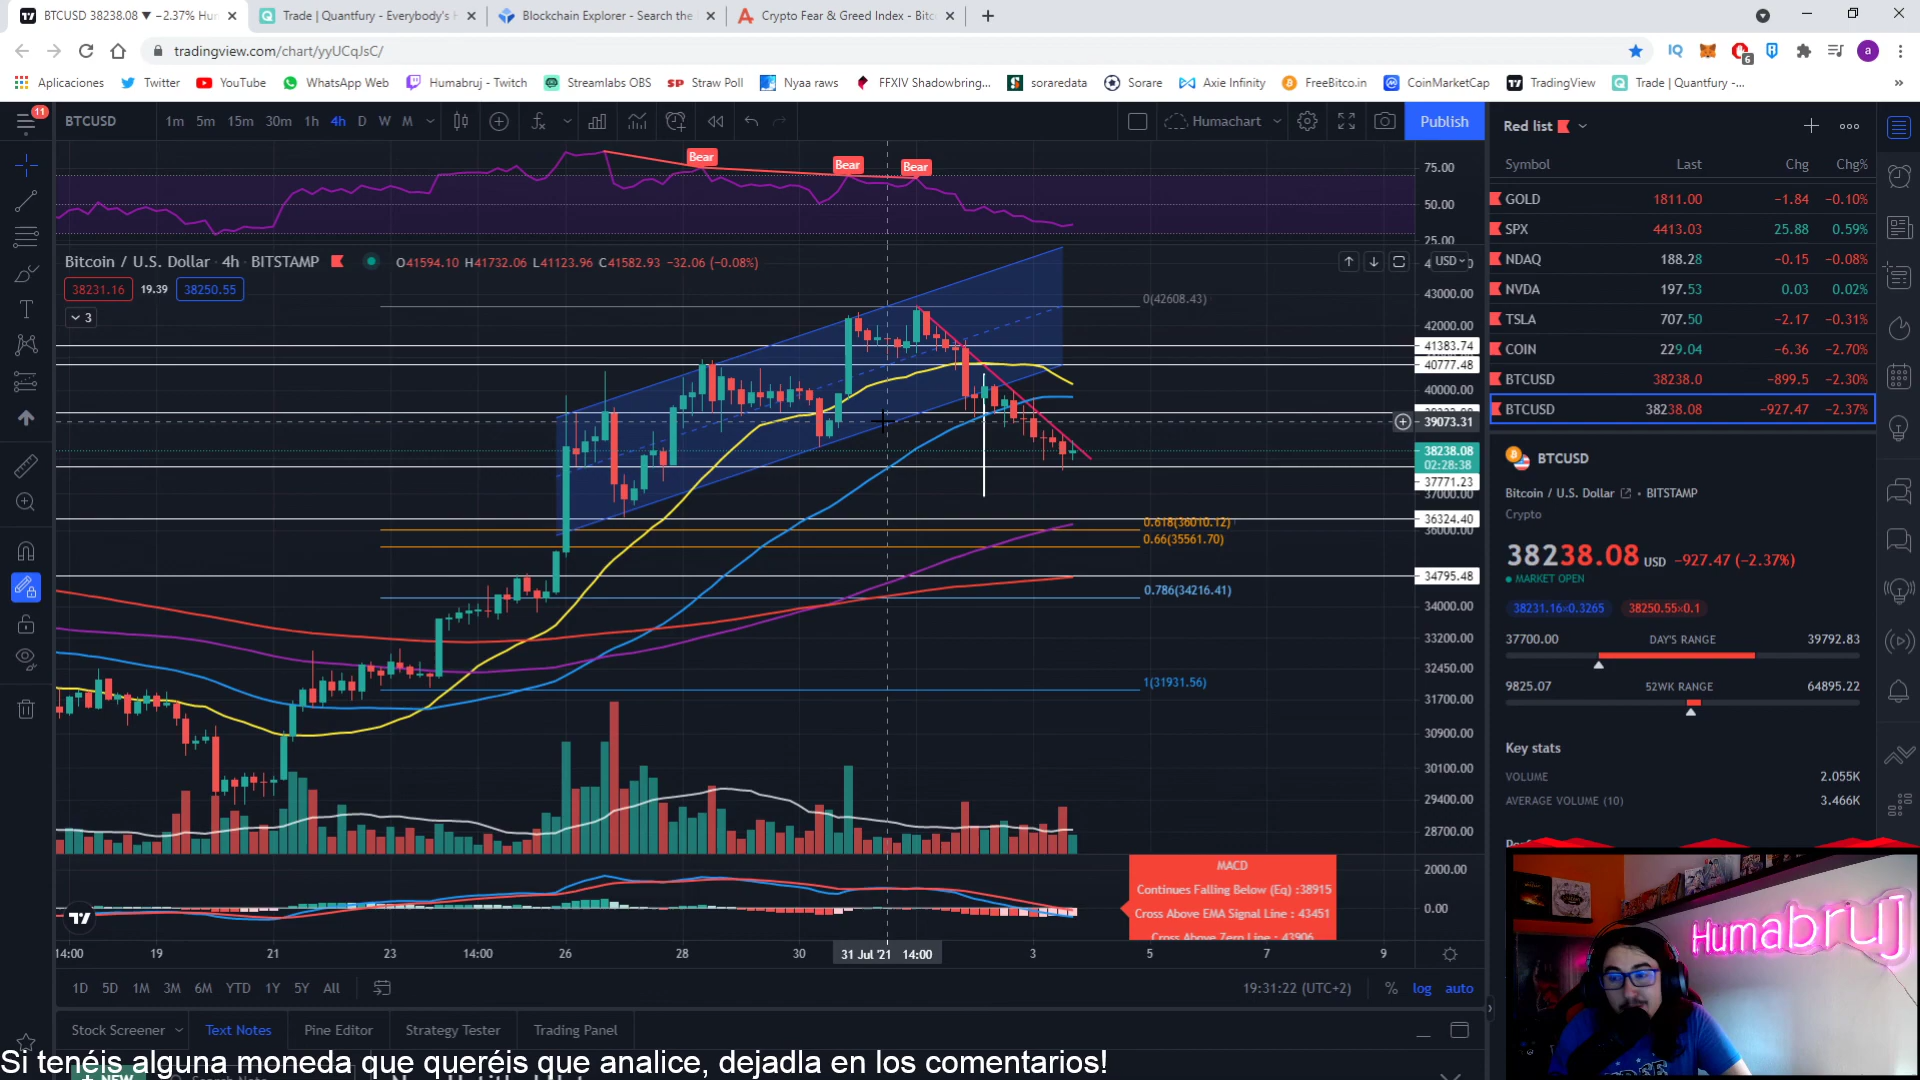 BTCUSD 38238.08 ▼ −2.37% Hun
Trade | Quantfury - Everybody's
Blockchain Explorer - Search the
Crypto Fear & Greed Index - Bitc
tradingview.com/chart/yyUCqJsC/
6
a
Aplicaciones
Twitter
YouTube
WhatsApp Web
Humabruj - Twitch
Streamlabs OBS
Straw Poll
Nyaa raws
FFXIV Shadowbring...
soraredata
Sorare
Axie Infinity
FreeBitco.in
CoinMarketCap
TradingView
Trade | Quantfury -...
11
BTCUSD
1m 5m 15m 30m 1h 4h D W M
Humachart
Publish
Bear
Bear
Bear
75.00
50.00
25.00
Bitcoin / U.S. Dollar · 4h · BITSTAMP
O41594.10 H41732.06 L41123.96 C41582.93 −32.06 (−0.08%)
USD
38231.16 19.39 38250.55
3
0(42608.43)
0.618(36010.12)
0.66(35561.70)
0.786(34216.41)
1(31931.56)
43000.00
42000.00
41383.74
40777.48
40000.00
39073.31
38238.08
02:28:38
37771.23
37000.00
36324.40
36000.00
34795.48
34000.00
33200.00
32450.00
31700.00
30900.00
30100.00
29400.00
28700.00
2000.00
0.00
MACD
Continues Falling Below (Eq) :38915
Cross Above EMA Signal Line : 43451
Cross Above Zero Line : 43906
14:00 19 21 23 14:00 26 28 30 31 Jul '21 14:00 3 5 7 9
1D 5D 1M 3M 6M YTD 1Y 5Y All
19:31:22 (UTC+2)
% log auto
Stock Screener
Text Notes
Pine Editor
Strategy Tester
Trading Panel
Red list
Symbol Last Chg Chg%
GOLD 1811.00 −1.84 −0.10%
SPX 4413.03 25.88 0.59%
NDAQ 188.28 −0.15 −0.08%
NVDA 197.53 0.03 0.02%
TSLA 707.50 −2.17 −0.31%
COIN 229.04 −6.36 −2.70%
BTCUSD 38238.0 −899.5 −2.30%
BTCUSD 38238.08 −927.47 −2.37%
BTCUSD
Bitcoin / U.S. Dollar • BITSTAMP
Crypto
38238.08 USD −927.47 (−2.37%)
MARKET OPEN
38231.16×0.3265 38250.55×0.1
37700.00 DAY'S RANGE 39792.83
9825.07 52WK RANGE 64895.22
Key stats
VOLUME 2.055K
AVERAGE VOLUME (10) 3.466K
Humabruj
Si tenéis alguna moneda que queréis que analice, dejadla en los comentarios!
+ NEW